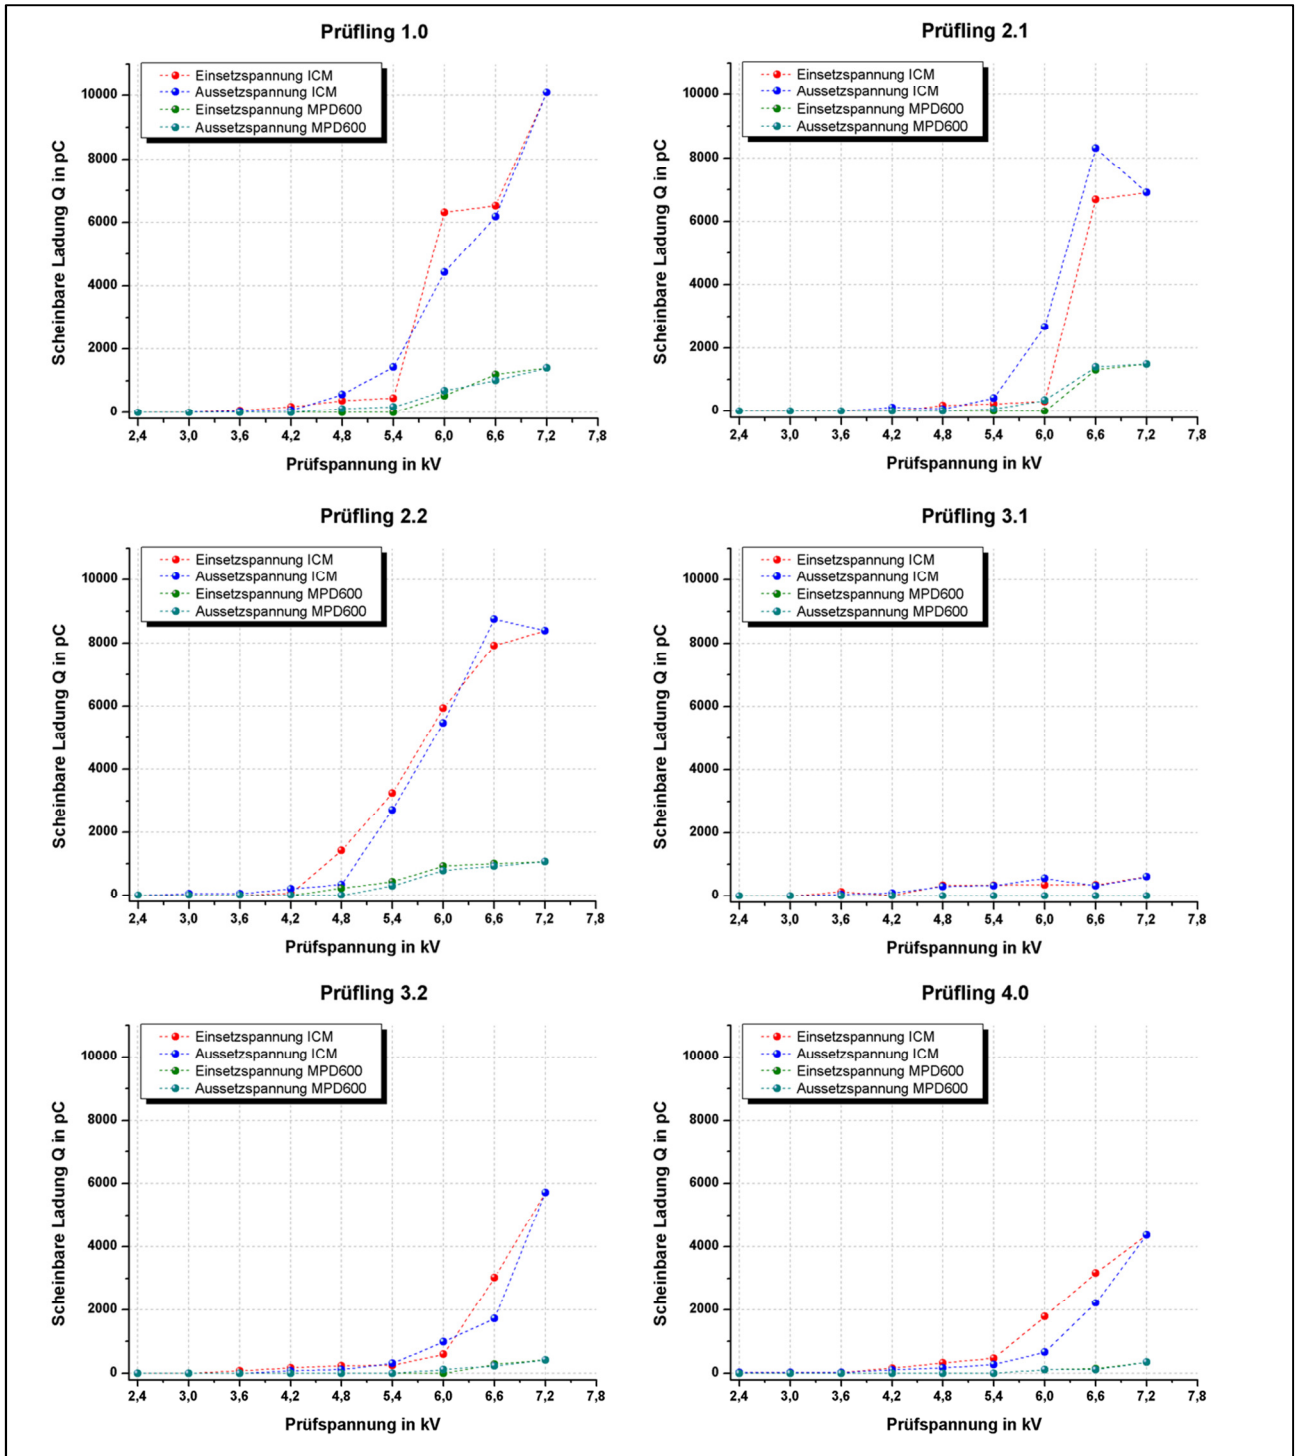 Prüfling 1.0
Einsetzspannung ICM
Aussetzspannung ICM
Einsetzspannung MPD600
Aussetzspannung MPD600
Scheinbare Ladung Q in pC
10000
8000
6000
4000
2000
0
2,4 3,0 3,6 4,2 4,8 5,4 6,0 6,6 7,2 7,8
Prüfspannung in kV
Prüfling 2.1
Einsetzspannung ICM
Aussetzspannung ICM
Einsetzspannung MPD600
Aussetzspannung MPD600
Scheinbare Ladung Q in pC
10000
8000
6000
4000
2000
0
2,4 3,0 3,6 4,2 4,8 5,4 6,0 6,6 7,2 7,8
Prüfspannung in kV
Prüfling 2.2
Einsetzspannung ICM
Aussetzspannung ICM
Einsetzspannung MPD600
Aussetzspannung MPD600
Scheinbare Ladung Q in pC
10000
8000
6000
4000
2000
0
2,4 3,0 3,6 4,2 4,8 5,4 6,0 6,6 7,2 7,8
Prüfspannung in kV
Prüfling 3.1
Einsetzspannung ICM
Aussetzspannung ICM
Einsetzspannung MPD600
Aussetzspannung MPD600
Scheinbare Ladung Q in pC
10000
8000
6000
4000
2000
0
2,4 3,0 3,6 4,2 4,8 5,4 6,0 6,6 7,2 7,8
Prüfspannung in kV
Prüfling 3.2
Einsetzspannung ICM
Aussetzspannung ICM
Einsetzspannung MPD600
Aussetzspannung MPD600
Scheinbare Ladung Q in pC
10000
8000
6000
4000
2000
0
2,4 3,0 3,6 4,2 4,8 5,4 6,0 6,6 7,2 7,8
Prüfspannung in kV
Prüfling 4.0
Einsetzspannung ICM
Aussetzspannung ICM
Einsetzspannung MPD600
Aussetzspannung MPD600
Scheinbare Ladung Q in pC
10000
8000
6000
4000
2000
0
2,4 3,0 3,6 4,2 4,8 5,4 6,0 6,6 7,2 7,8
Prüfspannung in kV